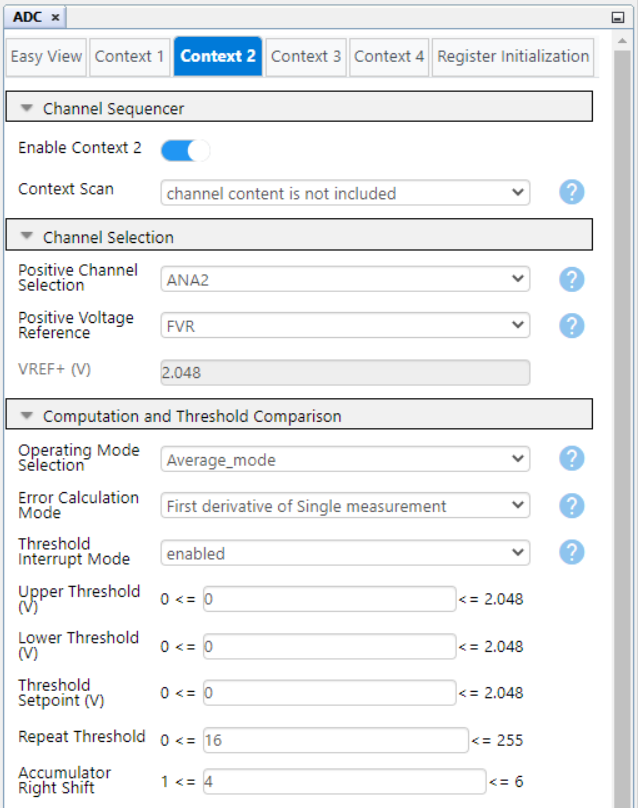 ADC ×
Easy View Context 1 Context 2 Context 3 Context 4 Register Initialization
Channel Sequencer
Enable Context 2
Context Scan channel content is not included ?
Channel Selection
Positive Channel
Selection ANA2 ?
Positive Voltage
Reference FVR ?
VREF+ (V) 2.048
Computation and Threshold Comparison
Operating Mode
Selection Average_mode ?
Error Calculation
Mode First derivative of Single measurement ?
Threshold
Interrupt Mode enabled ?
Upper Threshold
(V) 0 <= 0 <= 2.048
Lower Threshold
(V) 0 <= 0 <= 2.048
Threshold
Setpoint (V) 0 <= 0 <= 2.048
Repeat Threshold 0 <= 16 <= 255
Accumulator
Right Shift 1 <= 4 <= 6